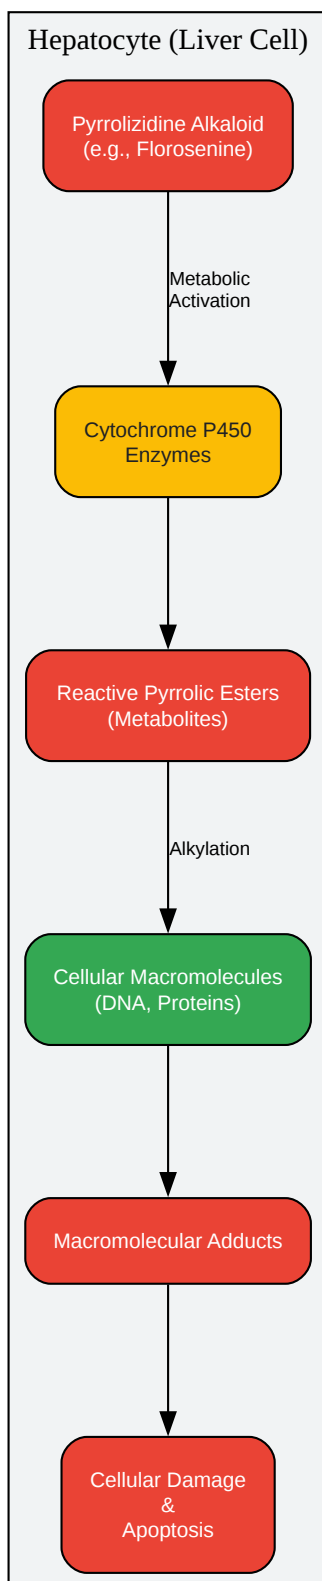 Hepatocyte (Liver Cell)
Pyrrolizidine Alkaloid
(e.g., Florosenine)
Metabolic
Activation
Cytochrome P450
Enzymes
Reactive Pyrrolic Esters
(Metabolites)
Alkylation
Cellular Macromolecules
(DNA, Proteins)
Macromolecular Adducts
Cellular Damage
&
Apoptosis